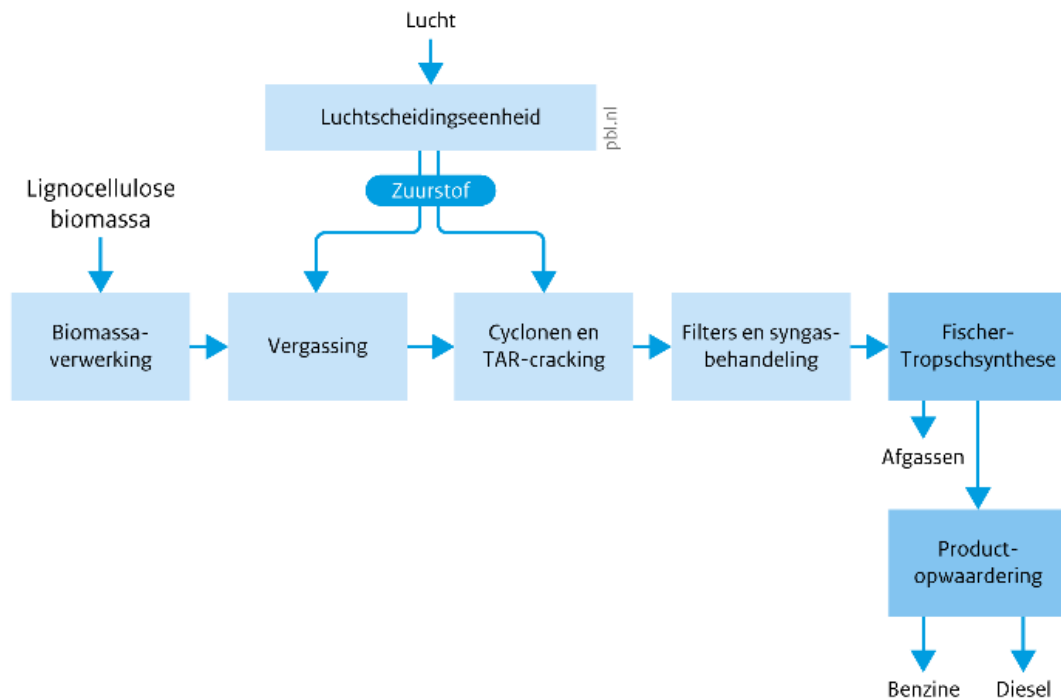 Lucht
Luchtscheidingseenheid
pbl.nl
Zuurstof
Lignocellulose
biomassa
Biomassa-
verwerking
Vergassing
Cyclonen en
TAR-cracking
Filters en syngas-
behandeling
Fischer-
Tropschsynthese
Afgassen
Product-
opwaardering
Benzine
Diesel